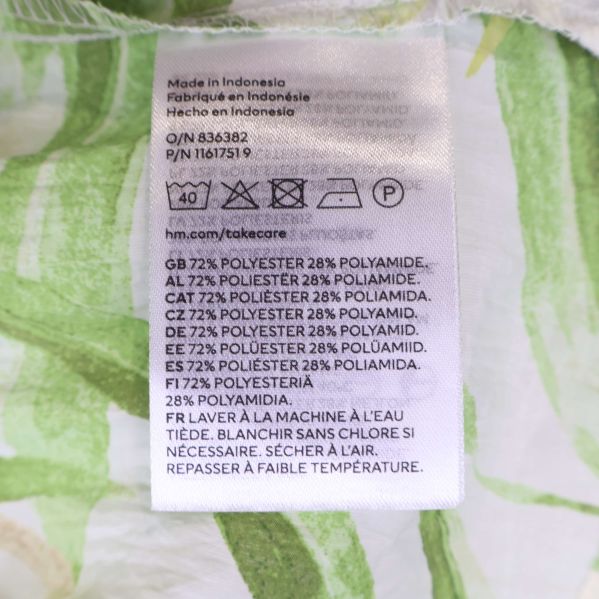 Made in Indonesia
Fabriqué en Indonésie
Hecho en Indonesia
O/N 836382
P/N 1161751 9
40
P
hm.com/takecare
GB 72% POLYESTER 28% POLYAMIDE.
AL 72% POLIESTËR 28% POLIAMIDE.
CAT 72% POLIÈSTER 28% POLIAMIDA.
CZ 72% POLYESTER 28% POLYAMID.
DE 72% POLYESTER 28% POLYAMID.
EE 72% POLÜESTER 28% POLÜAMIID.
ES 72% POLIÉSTER 28% POLIAMIDA.
FI 72% POLYESTERIÄ
28% POLYAMIDIA.
FR LAVER À LA MACHINE À L'EAU
TIÈDE. BLANCHIR SANS CHLORE SI
NÉCESSAIRE. SÉCHER À L'AIR.
REPASSER À FAIBLE TEMPÉRATURE.